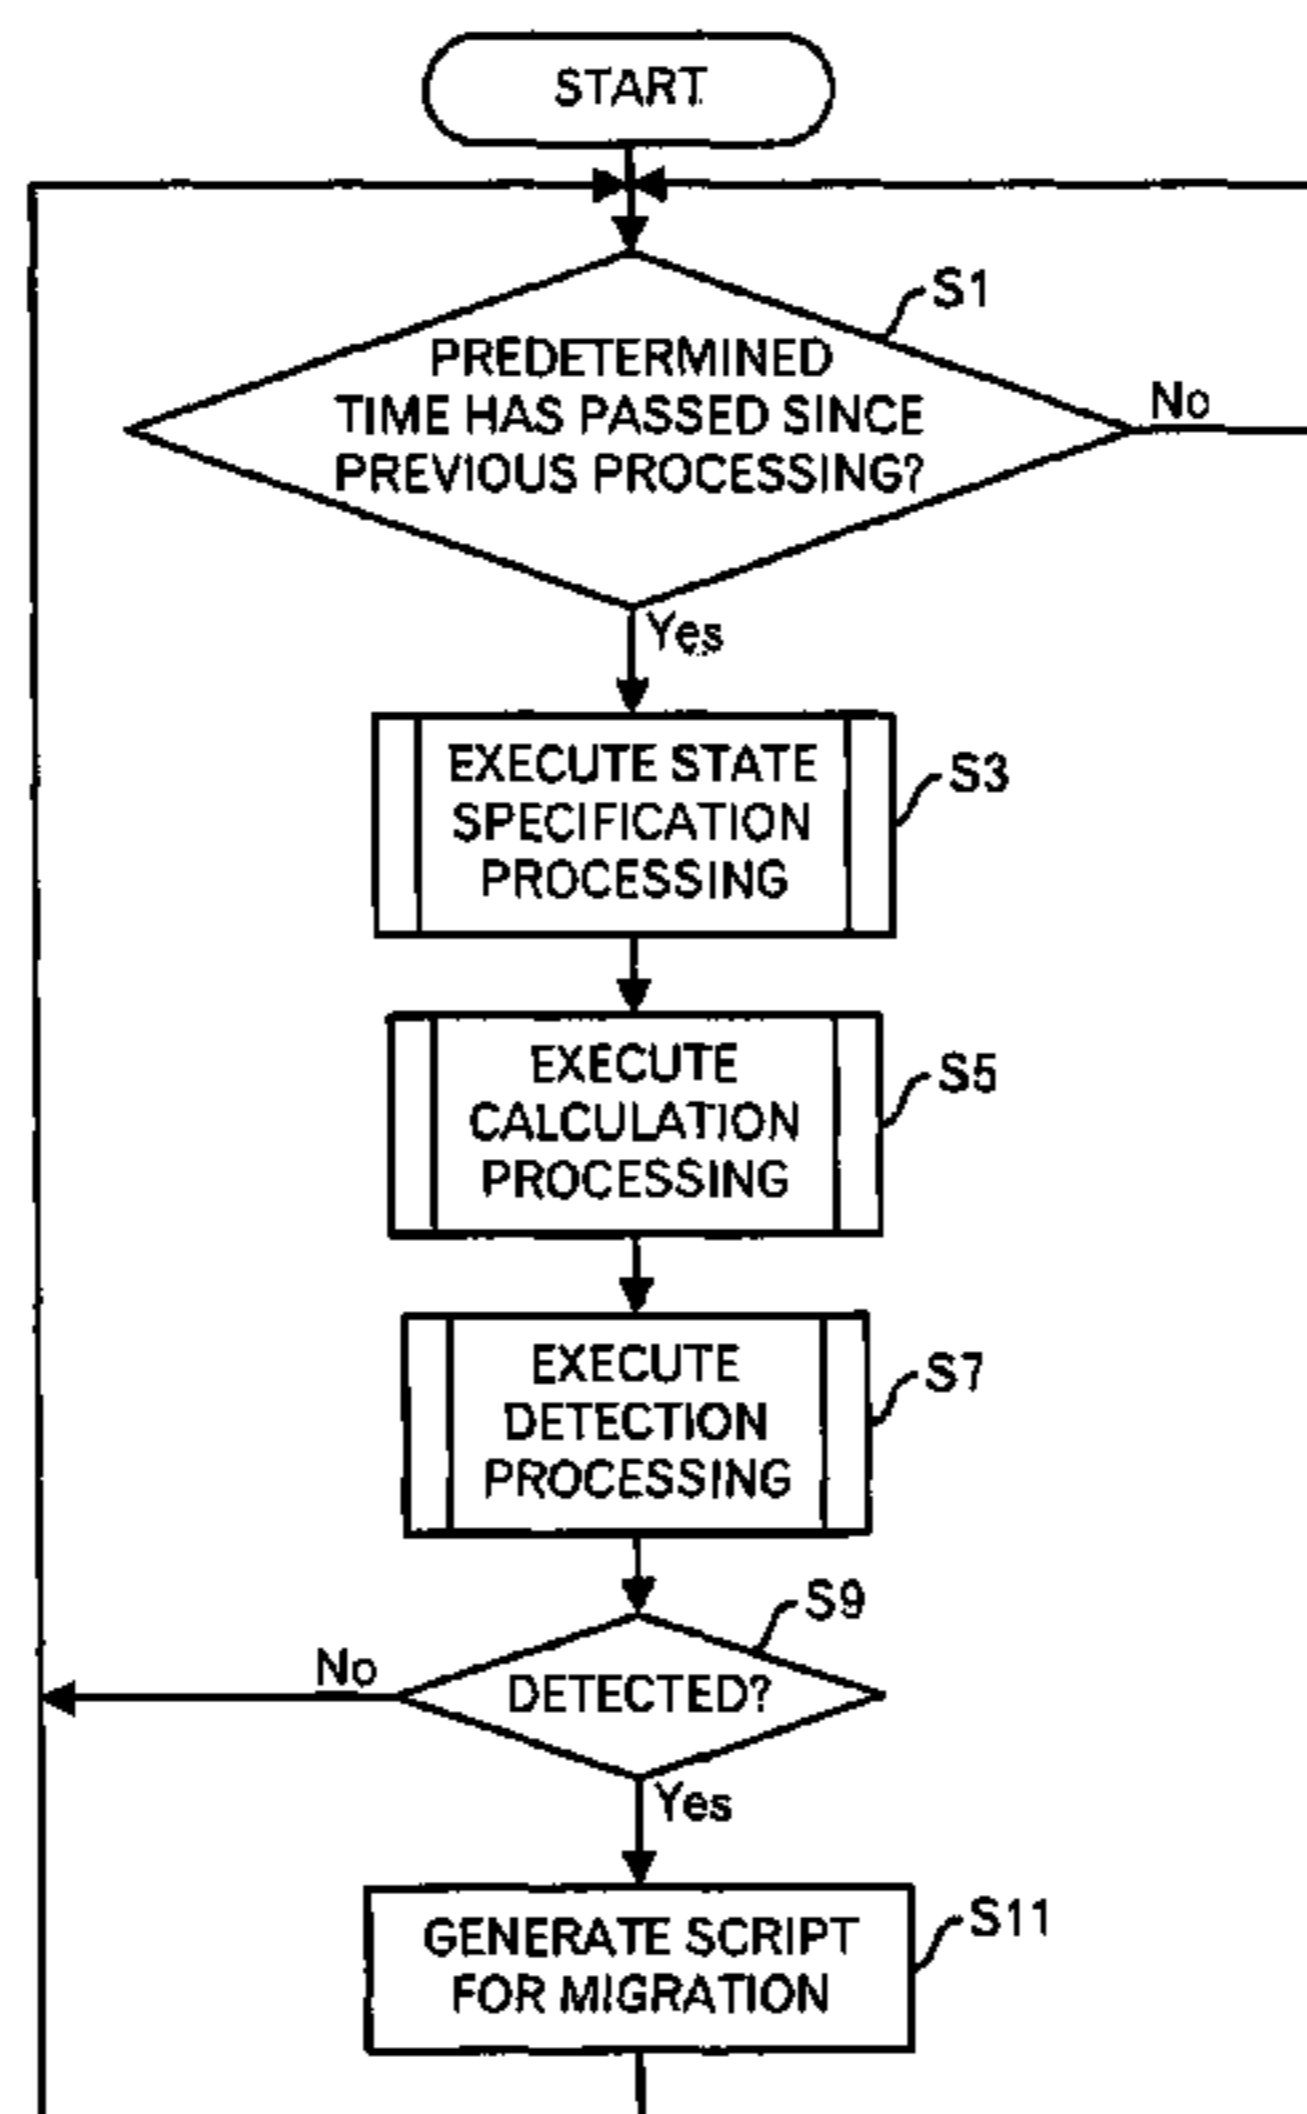 START
S1
PREDETERMINED
TIME HAS PASSED SINCE
PREVIOUS PROCESSING?
No
Yes
EXECUTE STATE
SPECIFICATION
PROCESSING
S3
EXECUTE
CALCULATION
PROCESSING
S5
EXECUTE
DETECTION
PROCESSING
S7
S9
No
DETECTED?
Yes
GENERATE SCRIPT
FOR MIGRATION
S11